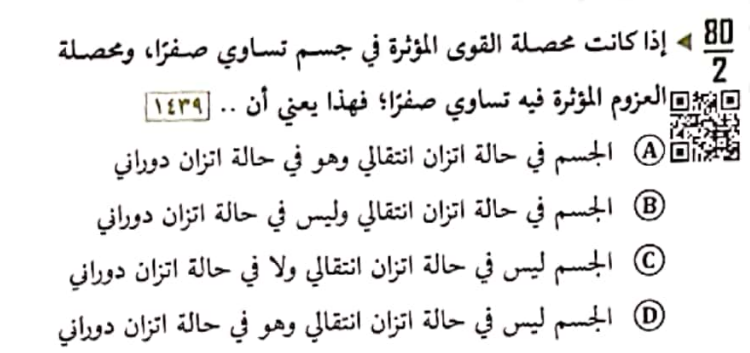 80/2 ◀ إذا كانت محصلة القوى المؤثرة في جسم تساوي صفرًا، ومحصلة
العزوم المؤثرة فيه تساوي صفرًا؛ فهذا يعني أن .. ١٤٣٩
A الجسم في حالة اتزان انتقالي وهو في حالة اتزان دوراني
B الجسم في حالة اتزان انتقالي وليس في حالة اتزان دوراني
C الجسم ليس في حالة اتزان انتقالي ولا في حالة اتزان دوراني
D الجسم ليس في حالة اتزان انتقالي وهو في حالة اتزان دوراني